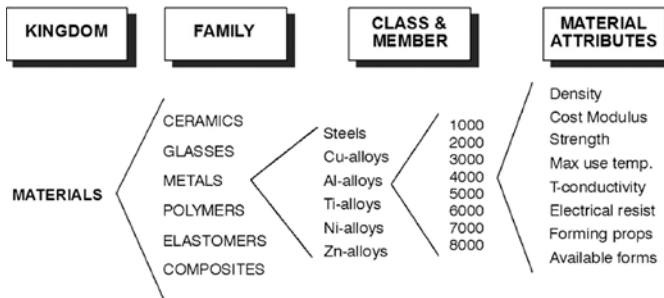 KINGDOM
FAMILY
CLASS &
MEMBER
MATERIAL
ATTRIBUTES
MATERIALS
CERAMICS
GLASSES
METALS
POLYMERS
ELASTOMERS
COMPOSITES
Steels
Cu-alloys
Al-alloys
Ti-alloys
Ni-alloys
Zn-alloys
1000
2000
3000
4000
5000
6000
7000
8000
Density
Cost Modulus
Strength
Max use temp.
T-conductivity
Electrical resist
Forming props
Available forms